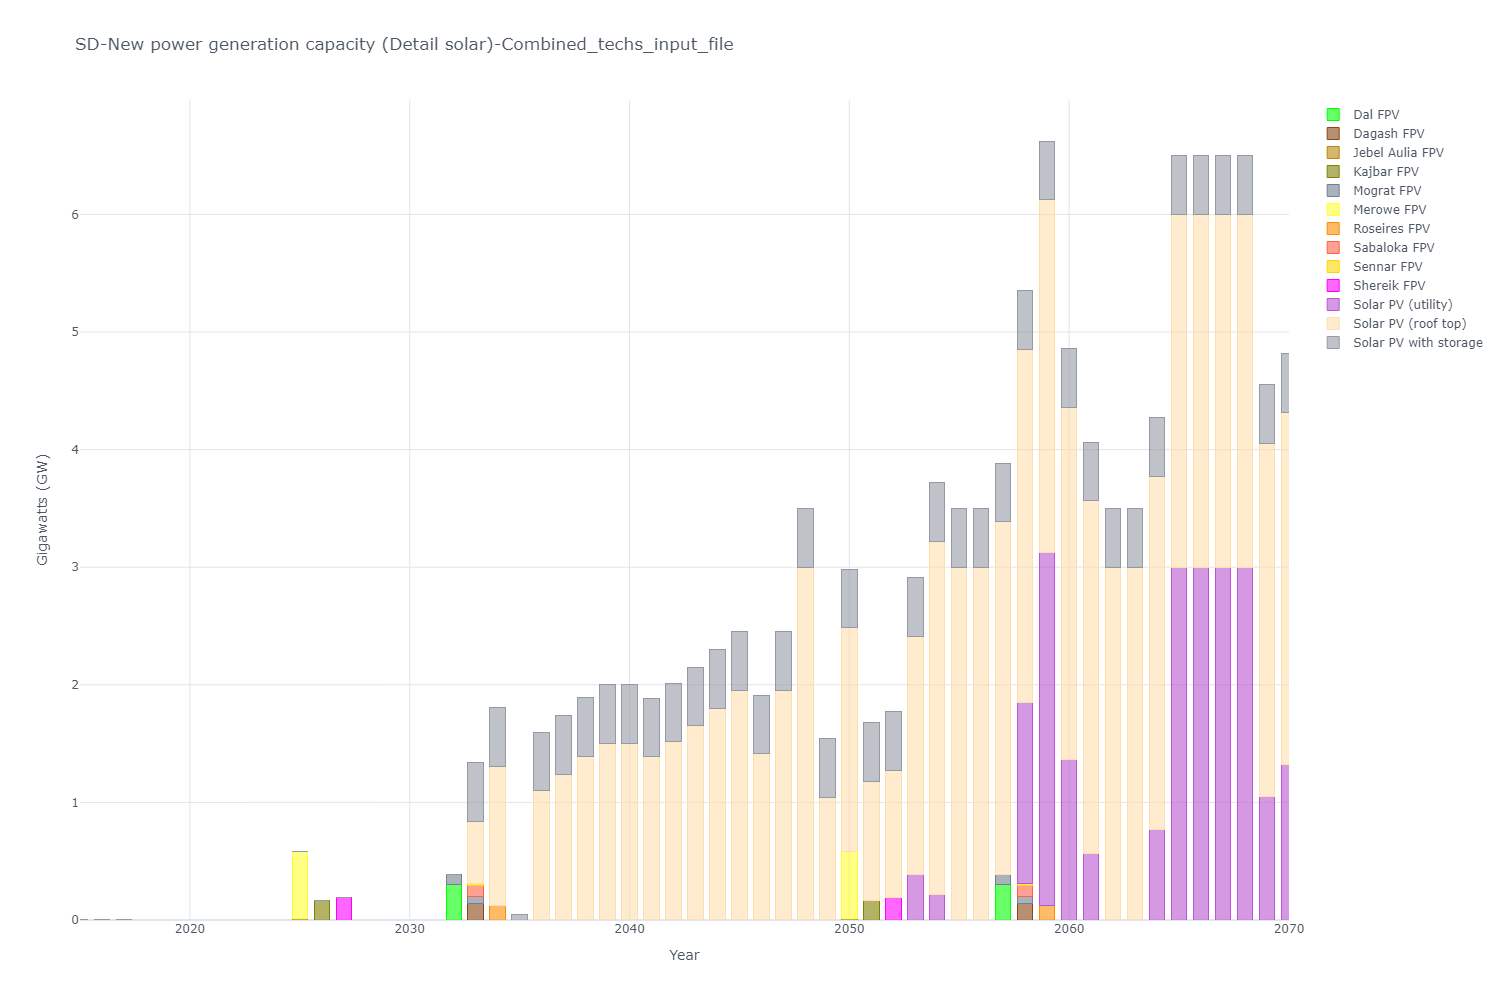 SD-New power generation capacity (Detail solar)-Combined_techs_input_file
Dal FPV
Dagash FPV
Jebel Aulia FPV
Kajbar FPV
Mograt FPV
Merowe FPV
Roseires FPV
Sabaloka FPV
Sennar FPV
Shereik FPV
Solar PV (utility)
Solar PV (roof top)
Solar PV with storage
Gigawatts (GW)
6
5
4
3
2
1
0
2020
2030
2040
2050
2060
2070
Year